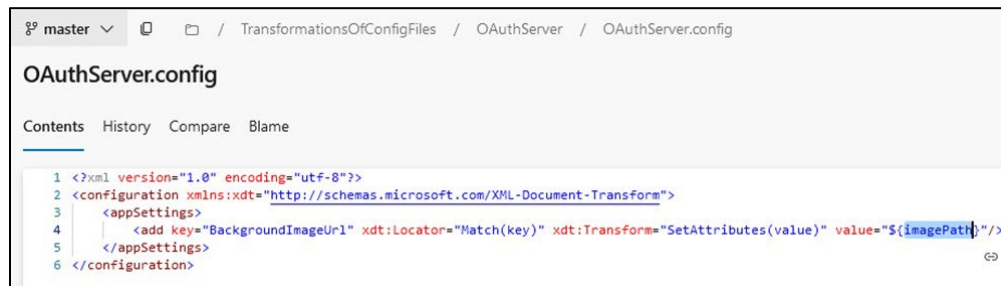 master / TransformationsOfConfigFiles / OAuthServer / OAuthServer.config
OAuthServer.config
Contents History Compare Blame
1 <?xml version="1.0" encoding="utf-8"?>
2 <configuration xmlns:xdt="http://schemas.microsoft.com/XML-Document-Transform">
3 <appSettings>
4 <add key="BackgroundImageUrl" xdt:Locator="Match(key)" xdt:Transform="SetAttributes(value)" value="${imagePath}"/>
5 </appSettings>
6 </configuration>